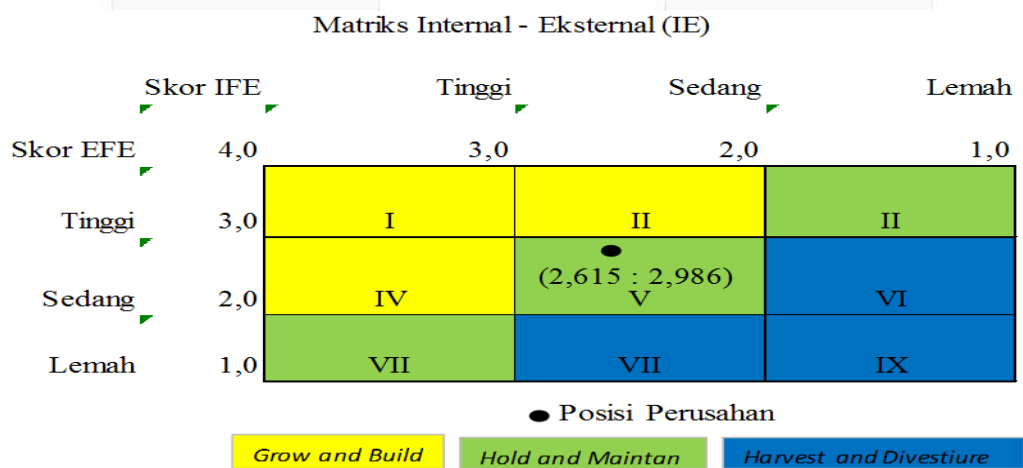 Matriks Internal - Eksternal (IE)
Skor IFE Tinggi Sedang Lemah
Skor EFE 4,0 3,0 2,0 1,0
Tinggi 3,0 I II II
(2,615 : 2,986)
Sedang 2,0 IV V VI
Lemah 1,0 VII VII IX
Posisi Perusahan
Grow and Build Hold and Maintan Harvest and Divestiure